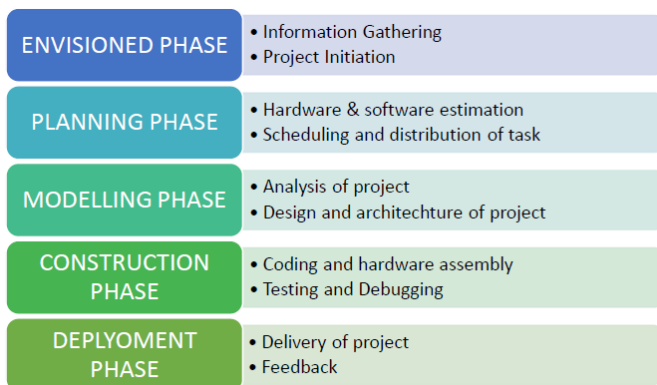 ENVISIONED PHASE
• Information Gathering
• Project Initiation
PLANNING PHASE
• Hardware & software estimation
• Scheduling and distribution of task
MODELLING PHASE
• Analysis of project
• Design and architechture of project
CONSTRUCTION
PHASE
• Coding and hardware assembly
• Testing and Debugging
DEPLYOMENT
PHASE
• Delivery of project
• Feedback